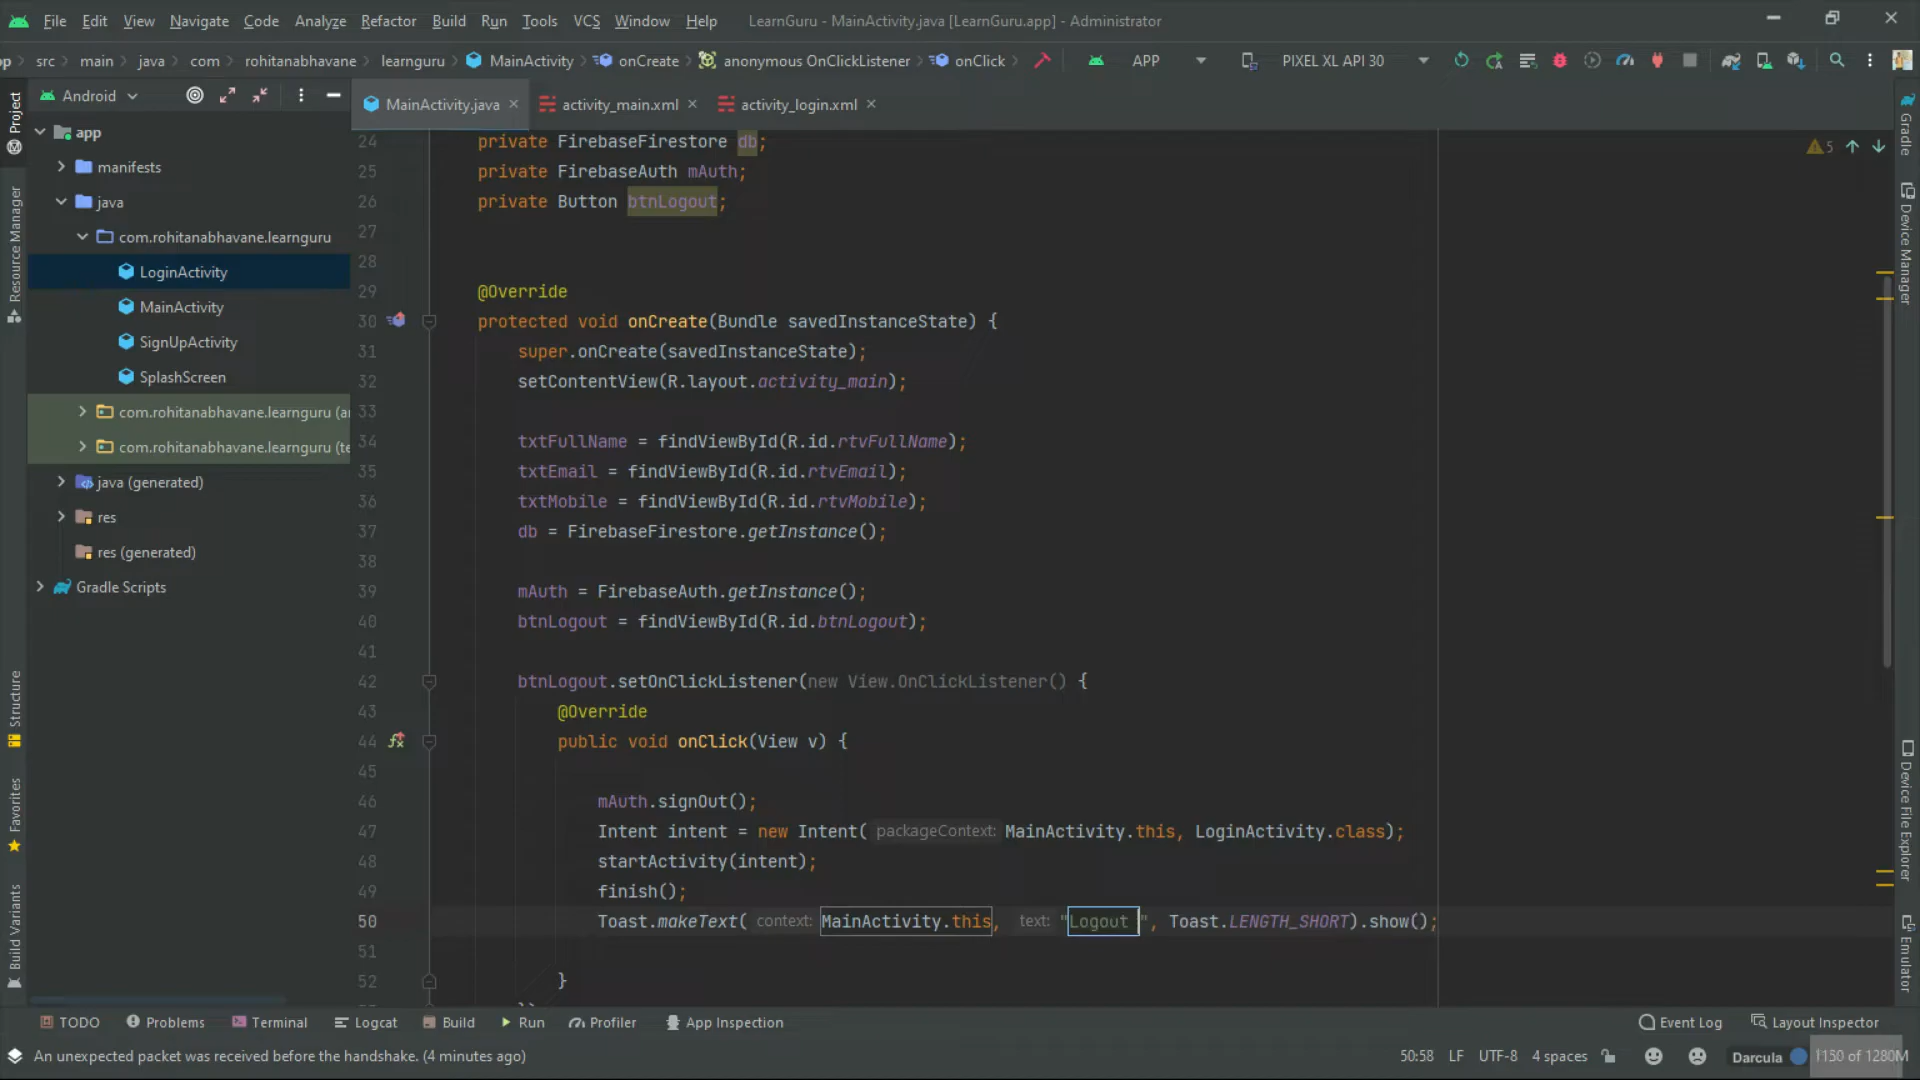 File Edit View Navigate Code Analyze Refactor Build Run Tools VCS Window Help LearnGuru - MainActivity.java [LearnGuru.app] - Administrator
src main java com rohitanabhavane learnguru MainActivity onCreate anonymous OnClickListener onClick APP PIXEL XL API 30
Android
MainActivity.java activity_main.xml activity_login.xml
Project
Resource Manager
Structure
Favorites
Build Variants
app
manifests
java
com.rohitanabhavane.learnguru
LoginActivity
MainActivity
SignUpActivity
SplashScreen
com.rohitanabhavane.learnguru (a
com.rohitanabhavane.learnguru (te
java (generated)
res
res (generated)
Gradle Scripts
24 private FirebaseFirestore db;
25 private FirebaseAuth mAuth;
26 private Button btnLogout;
27
28
29 @Override
30 protected void onCreate(Bundle savedInstanceState) {
31 super.onCreate(savedInstanceState);
32 setContentView(R.layout.activity_main);
33
34 txtFullName = findViewById(R.id.rtvFullName);
35 txtEmail = findViewById(R.id.rtvEmail);
36 txtMobile = findViewById(R.id.rtvMobile);
37 db = FirebaseFirestore.getInstance();
38
39 mAuth = FirebaseAuth.getInstance();
40 btnLogout = findViewById(R.id.btnLogout);
41
42 btnLogout.setOnClickListener(new View.OnClickListener() {
43 @Override
44 public void onClick(View v) {
45
46 mAuth.signOut();
47 Intent intent = new Intent( packageContext: MainActivity.this, LoginActivity.class);
48 startActivity(intent);
49 finish();
50 Toast.makeText( context: MainActivity.this, text: "Logout ", Toast.LENGTH_SHORT).show();
51
52 }
5
Gradle
Device Manager
Device File Explorer
Emulator
TODO Problems Terminal Logcat Build Run Profiler App Inspection Event Log Layout Inspector
An unexpected packet was received before the handshake. (4 minutes ago) 50:58 LF UTF-8 4 spaces Darcula 1150 of 1280M